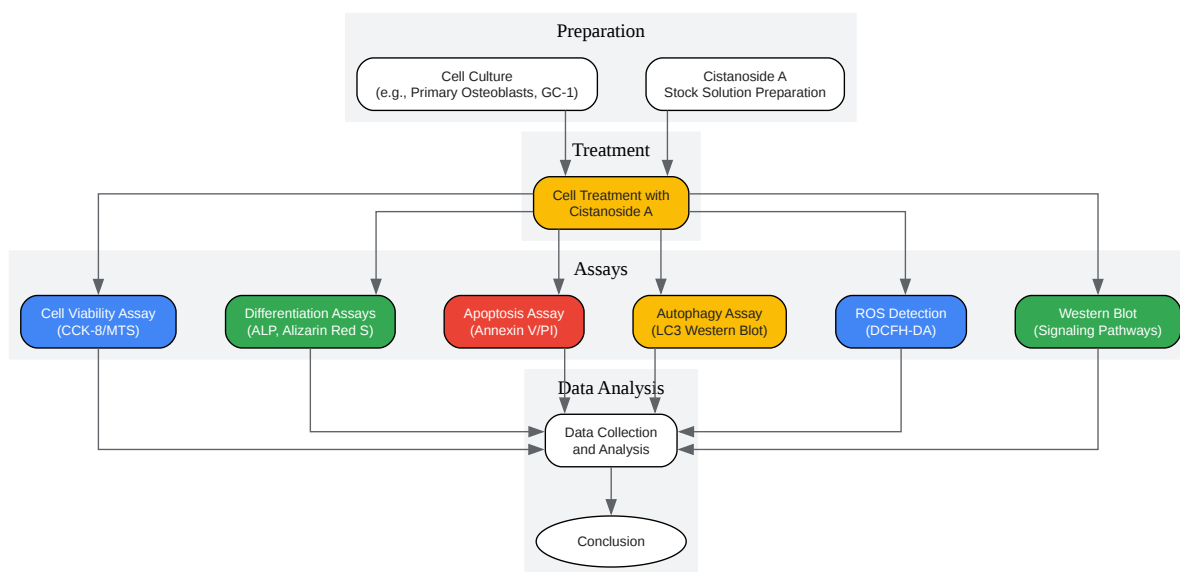 Preparation
Cell Culture
(e.g., Primary Osteoblasts, GC-1)
Cistanoside A
Stock Solution Preparation
Treatment
Cell Treatment with
Cistanoside A
Assays
Cell Viability Assay
(CCK-8/MTS)
Differentiation Assays
(ALP, Alizarin Red S)
Apoptosis Assay
(Annexin V/PI)
Autophagy Assay
(LC3 Western Blot)
ROS Detection
(DCFH-DA)
Western Blot
(Signaling Pathways)
Data Analysis
Data Collection
and Analysis
Conclusion